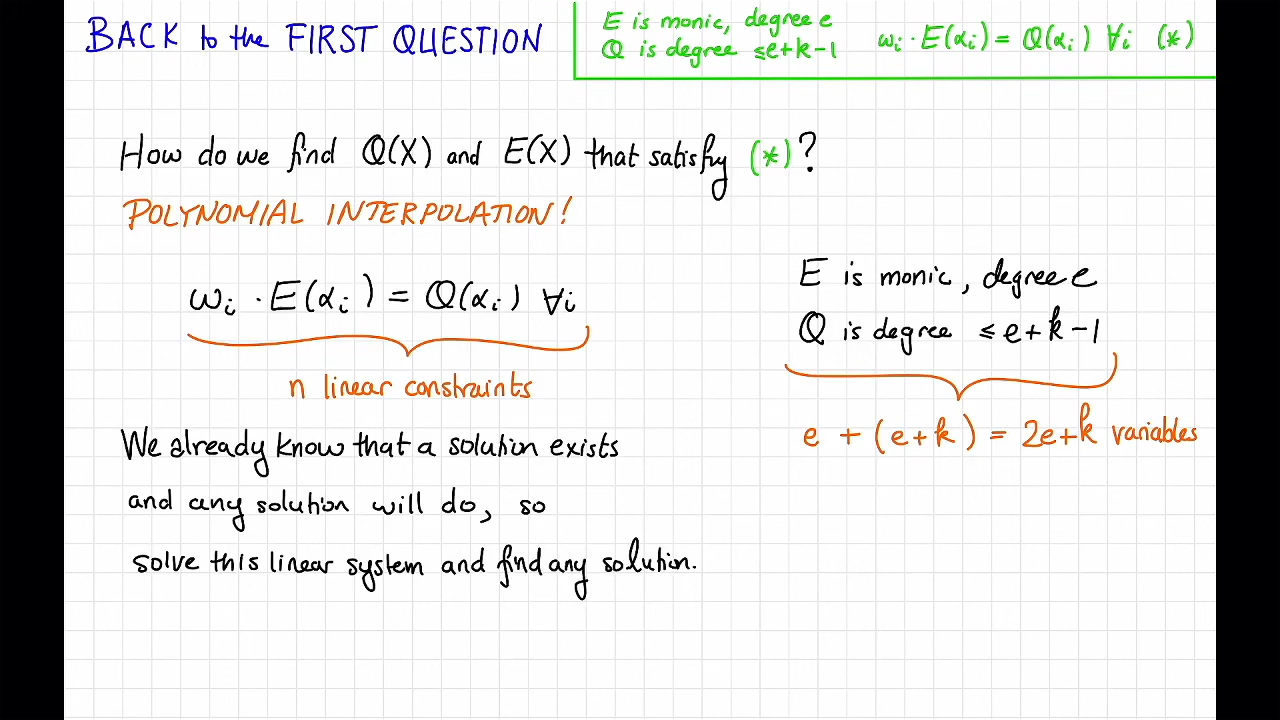 BACK to the FIRST QUESTION
E is monic, degree e
Q is degree ≤e+k-1
wᵢ · E(αᵢ) = Q(αᵢ) ∀i (*)
How do we find Q(X) and E(X) that satisfy (*)?
POLYNOMIAL INTERPOLATION!
wᵢ · E(αᵢ) = Q(αᵢ) ∀i
n linear constraints
E is monic, degree e
Q is degree ≤ e+k-1
e + (e+k) = 2e+k variables
We already know that a solution exists
and any solution will do, so
solve this linear system and find any solution.